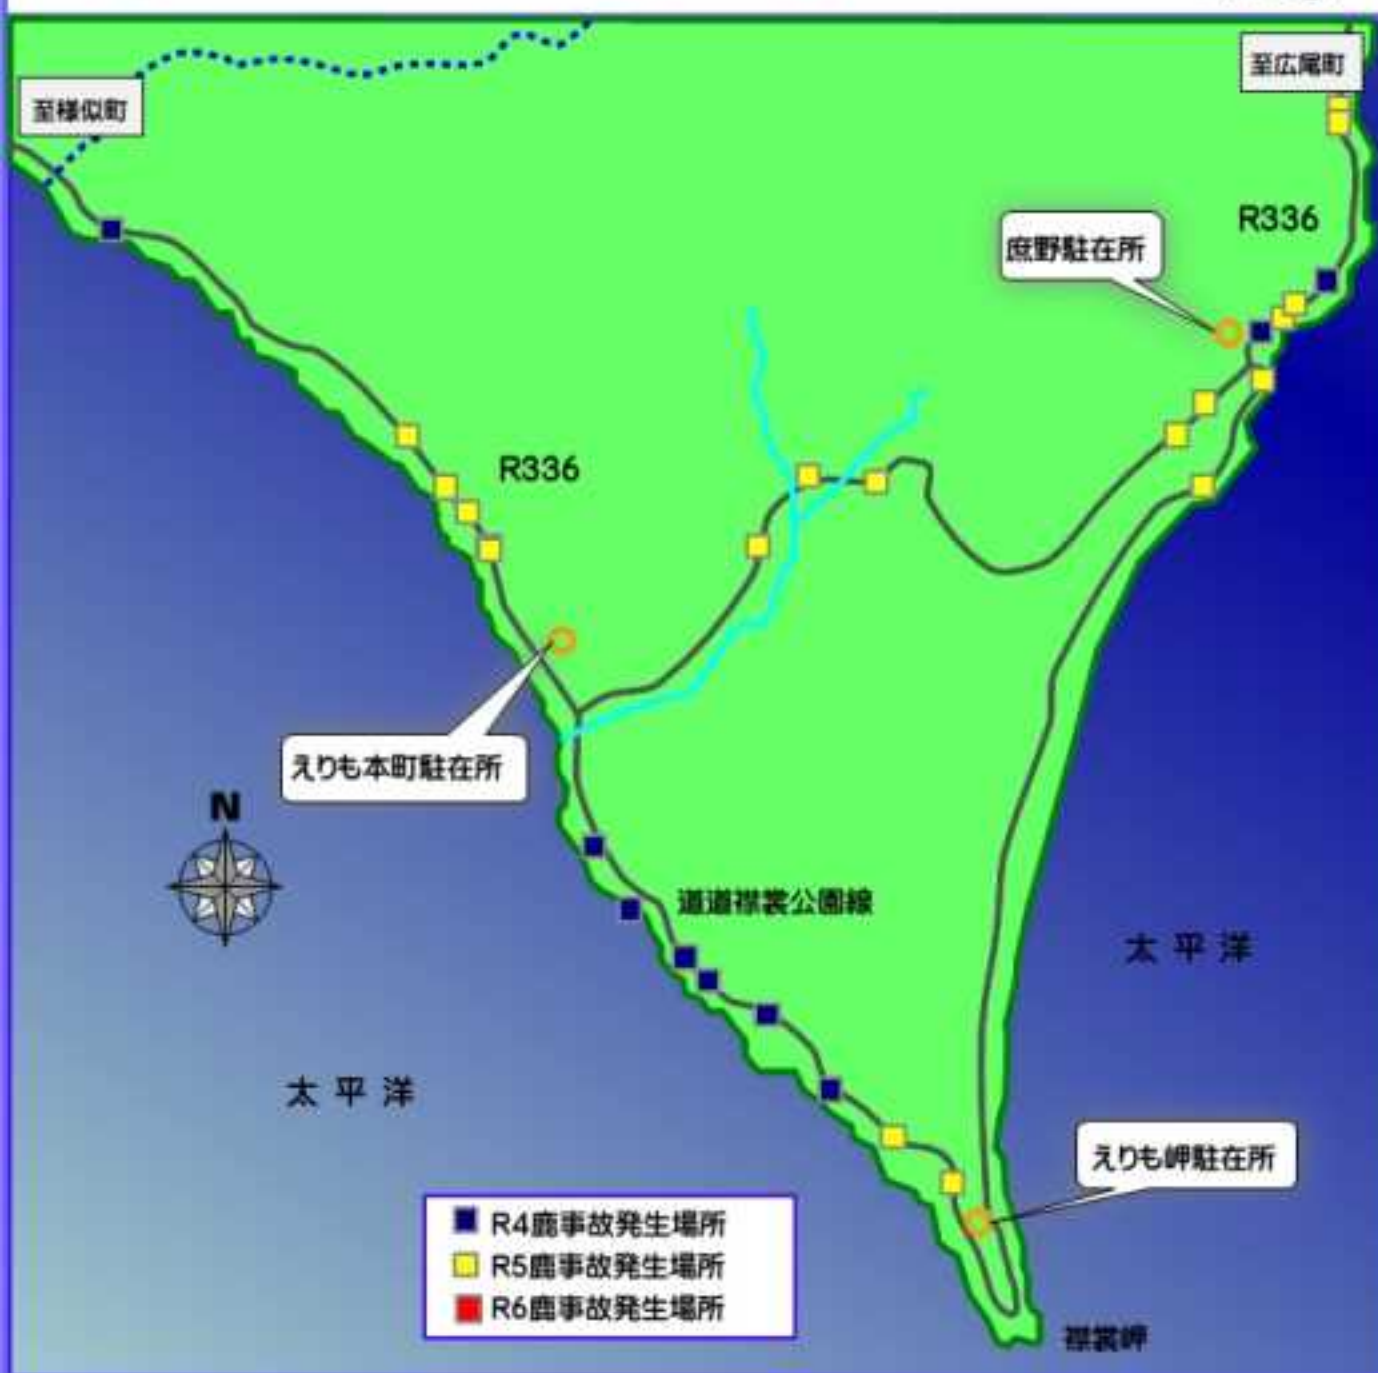 至広尾町
至様似町
R336
庶野駐在所
R336
えりも本町駐在所
N
道道襟裳公園線
太平洋
太平洋
えりも岬駐在所
R4鹿事故発生場所
R5鹿事故発生場所
R6鹿事故発生場所
襟裳岬